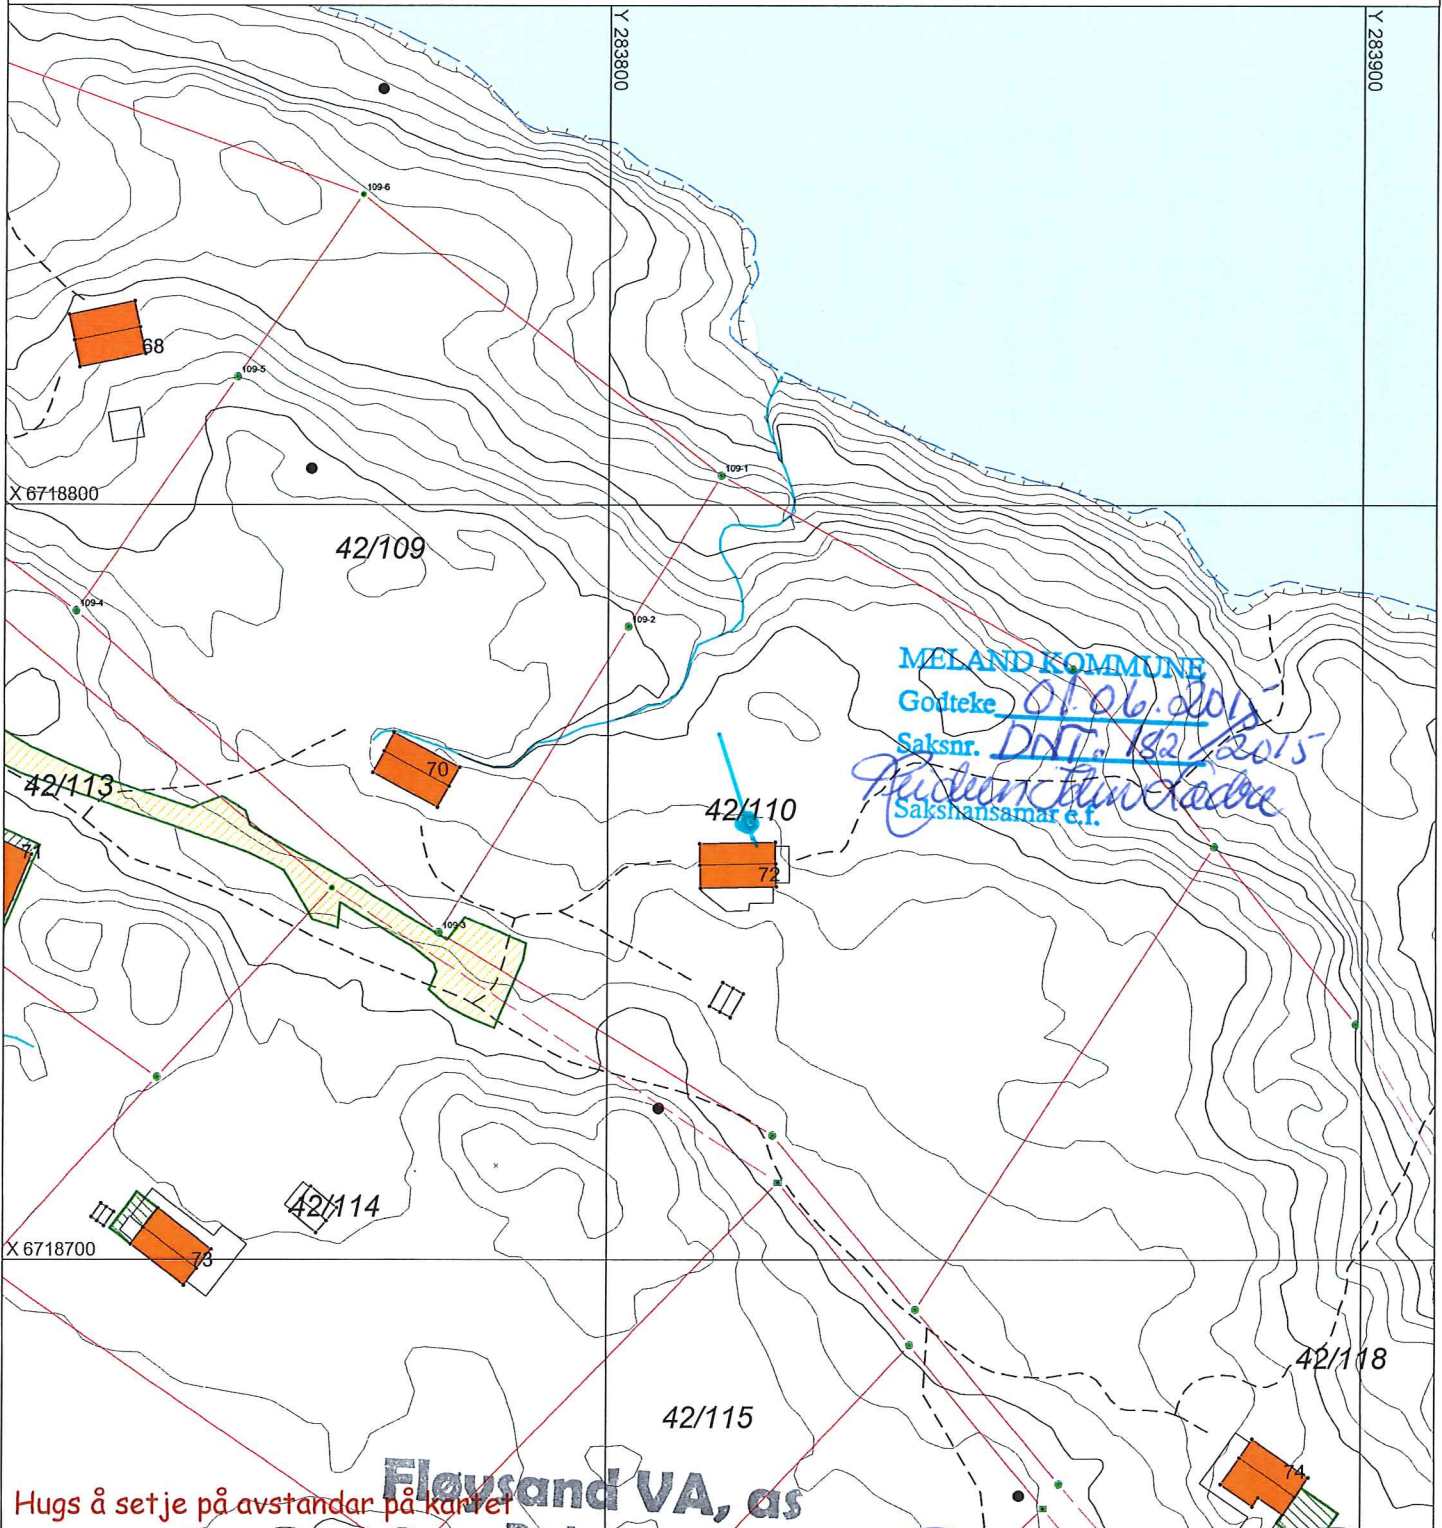 Y 283800
Y 283900
109-6
68
109-5
109-1
X 6718800
42/109
109-4
109-2
MELAND KOMMUNE
Godteke 01.06.2015
Saksnr. DNT. 182/2015
Sakshansamar e.f.
70
42/113
42/110
71
72
109-3
42/114
X 6718700
73
42/118
42/115
74
Fløysand VA, as
Hugs å setje på avstandar på kartet